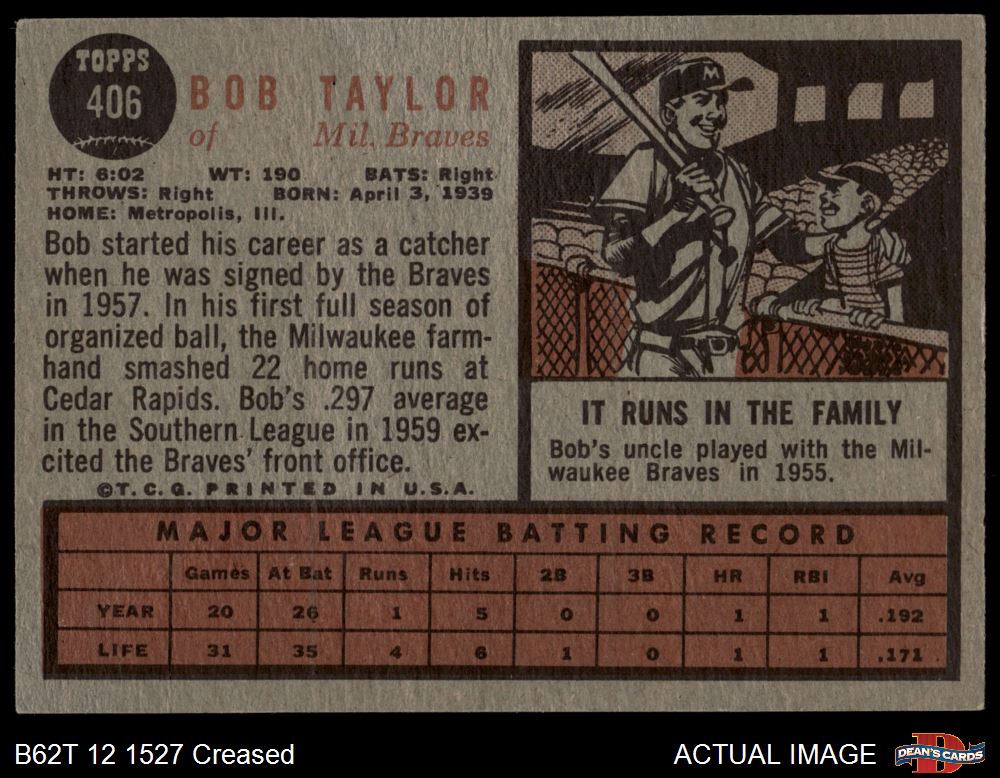 TOPPS
406
BOB TAYLOR
of Mil. Braves
HT: 6:02 WT: 190 BATS: Right
THROWS: Right BORN: April 3, 1939
HOME: Metropolis, Ill.
Bob started his career as a catcher
when he was signed by the Braves
in 1957. In his first full season of
organized ball, the Milwaukee farm-
hand smashed 22 home runs at
Cedar Rapids. Bob's .297 average
in the Southern League in 1959 ex-
cited the Braves' front office.
©T.C.G. PRINTED IN U.S.A.
M
IT RUNS IN THE FAMILY
Bob's uncle played with the Mil-
waukee Braves in 1955.
MAJOR LEAGUE BATTING RECORD
Games At Bat Runs Hits 2B 3B HR RBI Avg
YEAR 20 26 1 5 0 0 1 1 .192
LIFE 31 35 4 6 1 0 1 1 .171
B62T 12 1527 Creased
ACTUAL IMAGE
DEAN'S CARDS